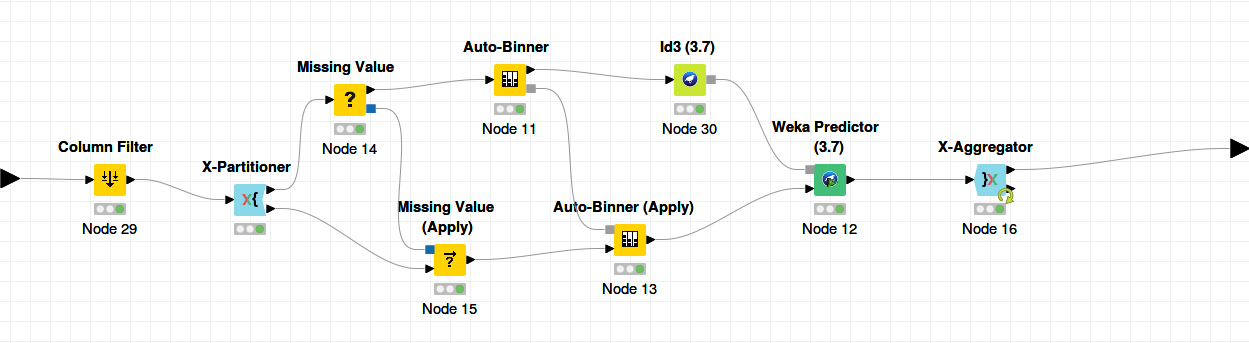 Column Filter
Node 29
X-Partitioner
Missing Value
Node 14
Auto-Binner
Node 11
Id3 (3.7)
Node 30
Missing Value
(Apply)
Node 15
Auto-Binner (Apply)
Node 13
Weka Predictor
(3.7)
Node 12
X-Aggregator
Node 16